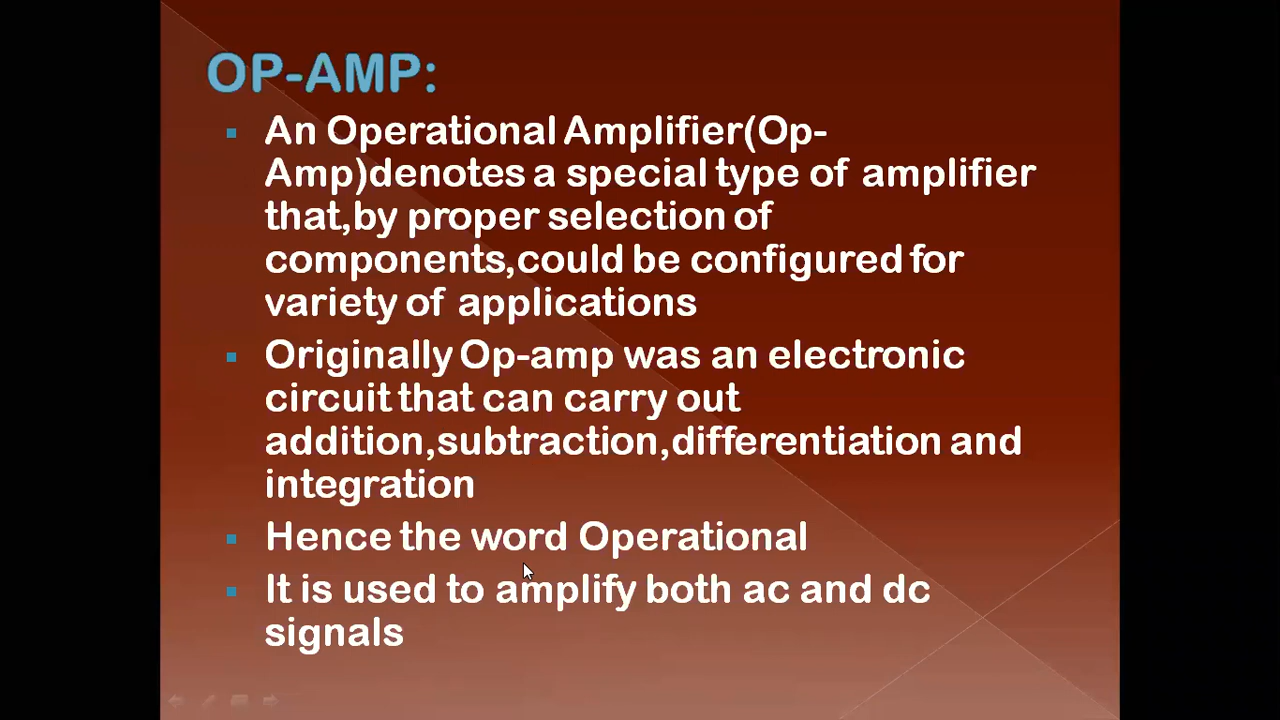 OP-AMP:
An Operational Amplifier(Op-
Amp)denotes a special type of amplifier
that,by proper selection of
components,could be configured for
variety of applications
Originally Op-amp was an electronic
circuit that can carry out
addition,subtraction,differentiation and
integration
Hence the word Operational
It is used to amplify both ac and dc
signals